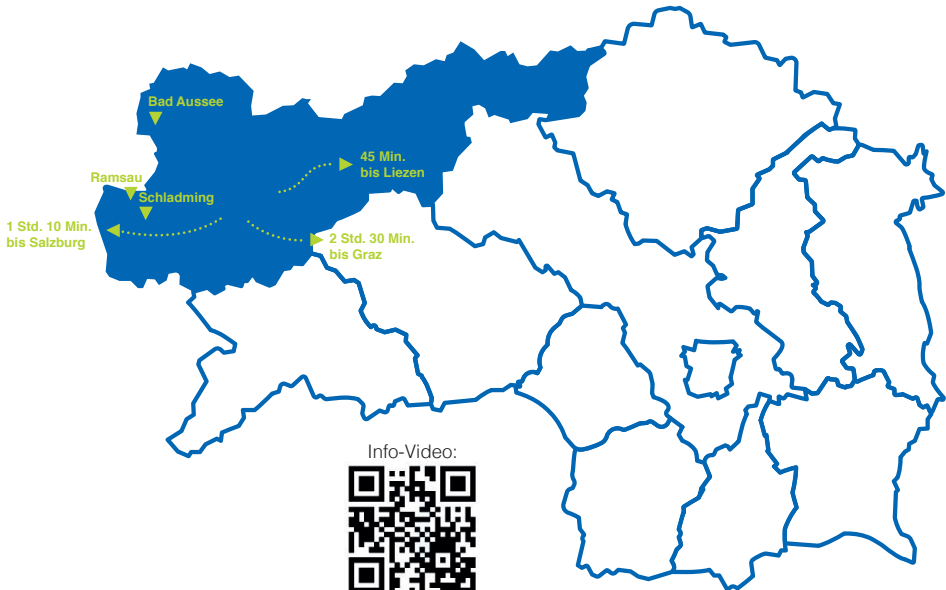 Bad Aussee
45 Min.
bis Liezen
Ramsau
Schladming
1 Std. 10 Min.
bis Salzburg
2 Std. 30 Min.
bis Graz
Info-Video: